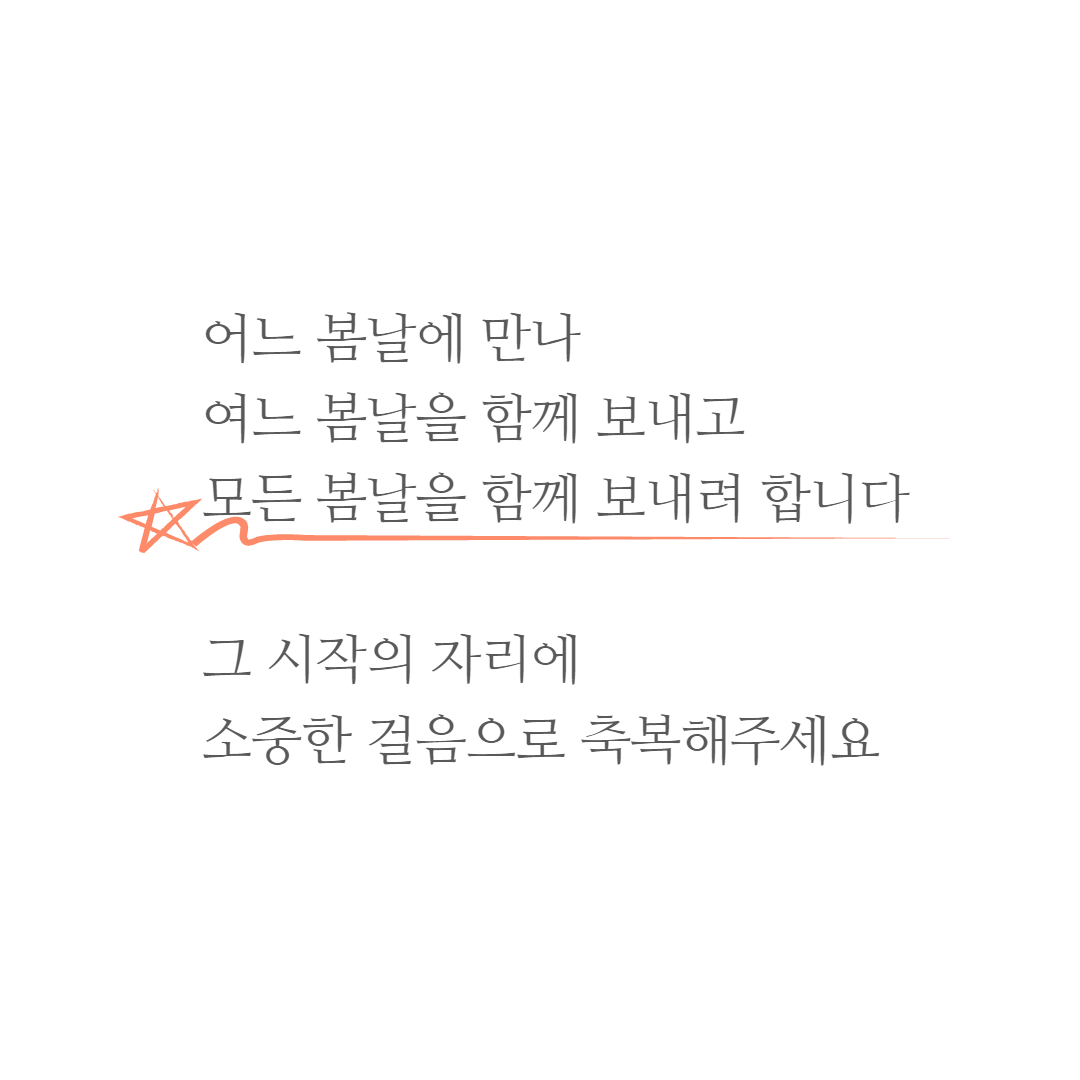 어느 봄날에 만나
여느 봄날을 함께 보내고
모든 봄날을 함께 보내려 합니다
그 시작의 자리에
소중한 걸음으로 축복해주세요